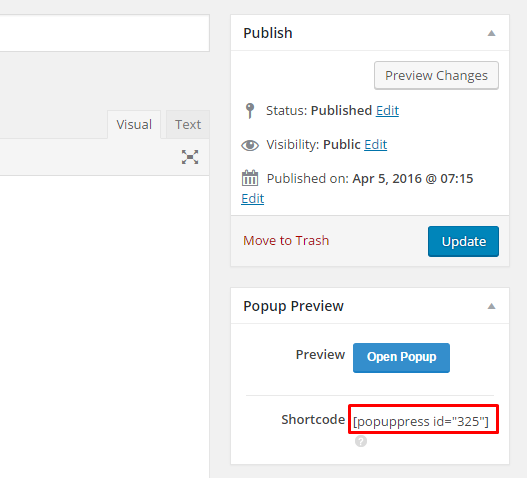 Publish
Preview Changes
Visual Text
Status: Published Edit
Visibility: Public Edit
Published on: Apr 5, 2016 @ 07:15
Edit
Move to Trash Update
Popup Preview
Preview Open Popup
Shortcode [popuppress id="325"]
?